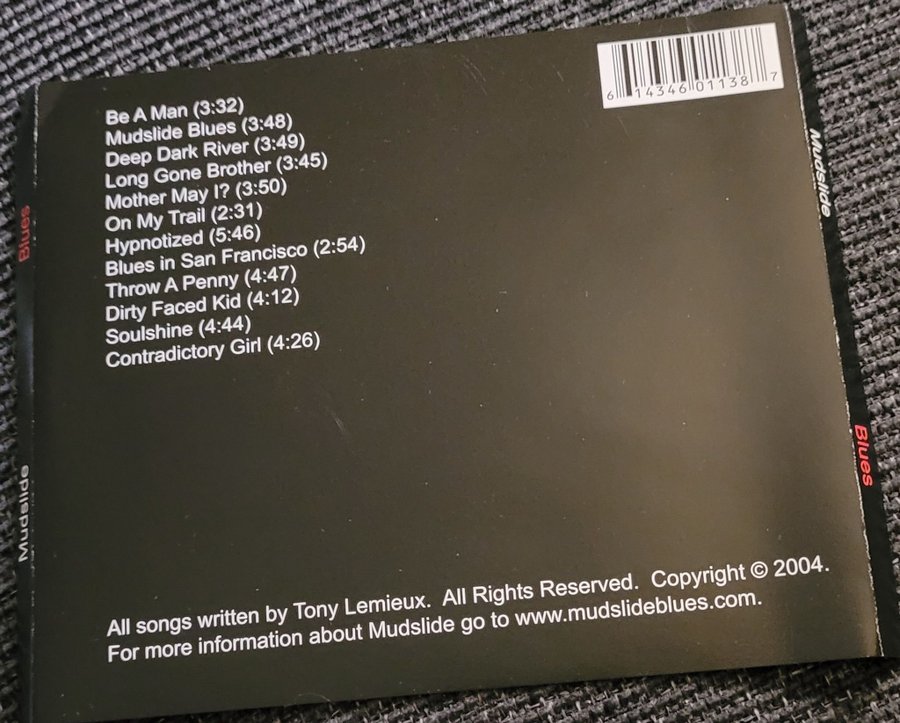 Be A Man (3:32)
Mudslide Blues (3:48)
Deep Dark River (3:49)
Long Gone Brother (3:45)
Mother May I? (3:50)
On My Trail (2:31)
Hypnotized (5:46)
Blues in San Francisco (2:54)
Throw A Penny (4:47)
Dirty Faced Kid (4:12)
Soulshine (4:44)
Contradictory Girl (4:26)
6 14346 01138 7
All songs written by Tony Lemieux. All Rights Reserved. Copyright © 2004.
For more information about Mudslide go to www.mudslideblues.com.
Mudslide
Blues
Mudslide
Blues